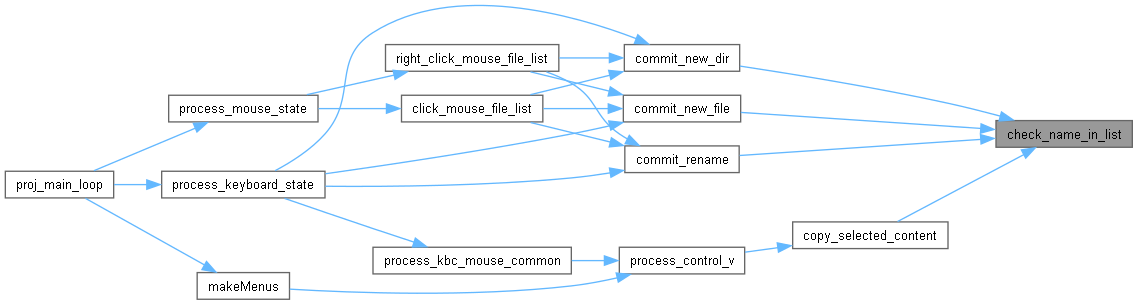 right_click_mouse_file_list
commit_new_dir
process_mouse_state
click_mouse_file_list
commit_new_file
check_name_in_list
commit_rename
proj_main_loop
process_keyboard_state
copy_selected_content
process_kbc_mouse_common
process_control_v
makeMenus